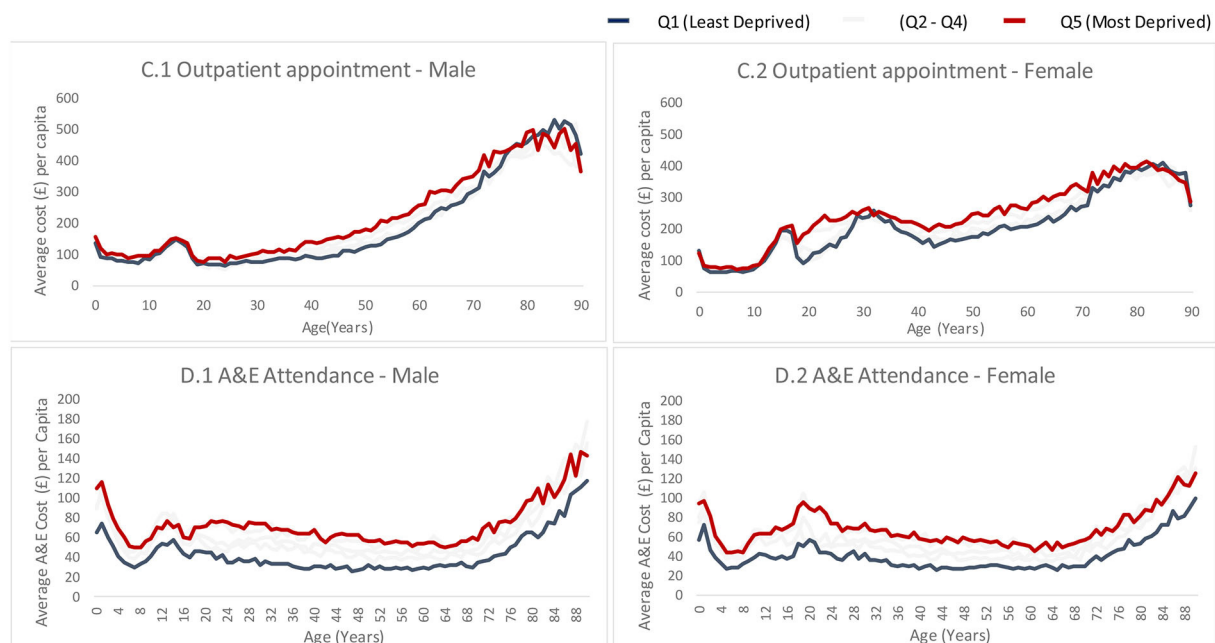 Q1 (Least Deprived) (Q2 - Q4) Q5 (Most Deprived)
C.1 Outpatient appointment - Male
Average cost (£) per capita
600
500
400
300
200
100
0
0 10 20 30 40 50 60 70 80 90
Age(Years)
C.2 Outpatient appointment - Female
Average cost (£) per capita
600
500
400
300
200
100
0
0 10 20 30 40 50 60 70 80 90
Age (Years)
D.1 A&E Attendance - Male
Average A&E Cost (£) per Capita
200
180
160
140
120
100
80
60
40
20
0
0 4 8 12 16 20 24 28 32 36 40 44 48 52 56 60 64 68 72 76 80 84 88
Age (Years)
D.2 A&E Attendance - Female
Average A&E Cost (£) per Capita
200
180
160
140
120
100
80
60
40
20
0
0 4 8 12 16 20 24 28 32 36 40 44 48 52 56 60 64 68 72 76 80 84 88
Age (Years)